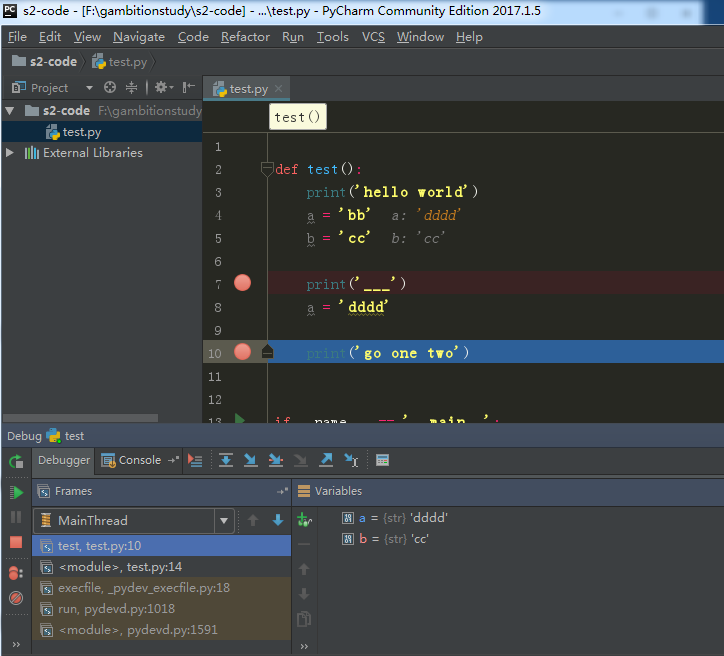 s2-code - [F:\gambitionstudy\s2-code] - ...\test.py - PyCharm Community Edition 2017.1.5
File Edit View Navigate Code Refactor Run Tools VCS Window Help
s2-code test.py
Project
test.py
s2-code F:\gambitionstudy
test.py
External Libraries
test()
1
2 def test():
3 print('hello world')
4 a = 'bb' a: 'dddd'
5 b = 'cc' b: 'cc'
6
7 print('___')
8 a = 'dddd'
9
10 print('go one two')
11
12
13 if __name__ == '__main__':
Debug test
Debugger Console
Frames
Variables
MainThread
test, test.py:10
<module>, test.py:14
execfile, _pydev_execfile.py:18
run, pydevd.py:1018
<module>, pydevd.py:1591
a = {str} 'dddd'
b = {str} 'cc'